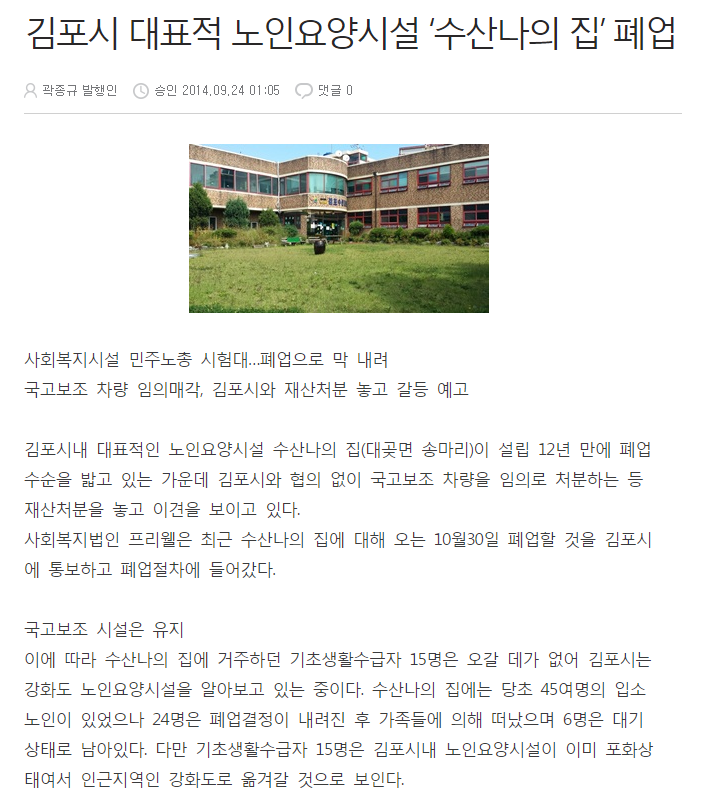 김포시 대표적 노인요양시설 ‘수산나의 집’ 폐업
곽종규 발행인 승인 2014.09.24 01:05 댓글 0
사회복지시설 민주노총 시험대...폐업으로 막 내려
국고보조 차량 임의매각, 김포시와 재산처분 놓고 갈등 예고
김포시내 대표적인 노인요양시설 수산나의 집(대곶면 송마리)이 설립 12년 만에 폐업
수순을 밟고 있는 가운데 김포시와 협의 없이 국고보조 차량을 임의로 처분하는 등
재산처분을 놓고 이견을 보이고 있다.
사회복지법인 프리웰은 최근 수산나의 집에 대해 오는 10월30일 폐업할 것을 김포시
에 통보하고 폐업절차에 들어갔다.
국고보조 시설은 유지
이에 따라 수산나의 집에 거주하던 기초생활수급자 15명은 오갈 데가 없어 김포시는
강화도 노인요양시설을 알아보고 있는 중이다. 수산나의 집에는 당초 45여명의 입소
노인이 있었으나 24명은 폐업결정이 내려진 후 가족들에 의해 떠났으며 6명은 대기
상태로 남아있다. 다만 기초생활수급자 15명은 김포시내 노인요양시설이 이미 포화상
태여서 인근지역인 강화도로 옮겨갈 것으로 보인다.